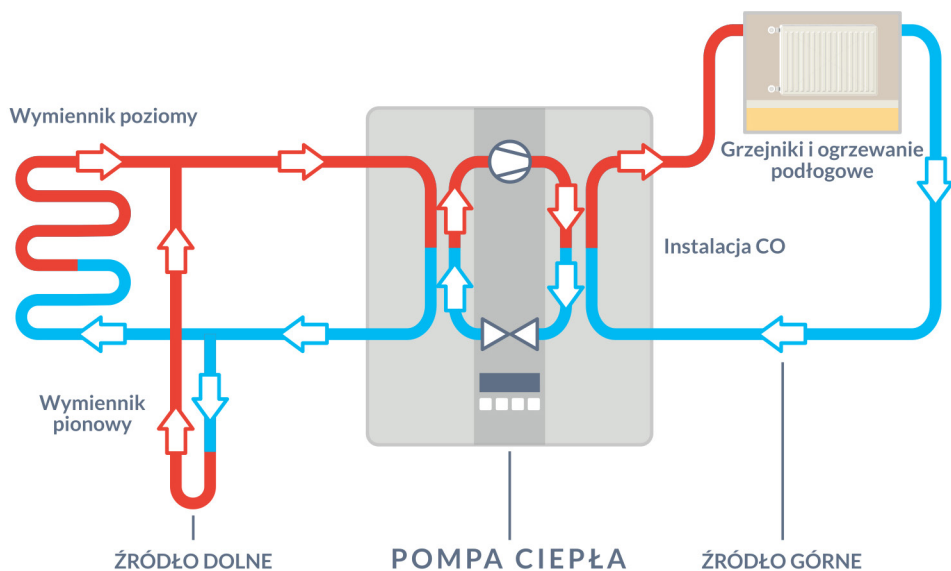 Wymiennik poziomy
Grzejniki i ogrzewanie
podłogowe
Instalacja CO
Wymiennik
pionowy
ŹRÓDŁO DOLNE
POMPA CIEPŁA
ŹRÓDŁO GÓRNE